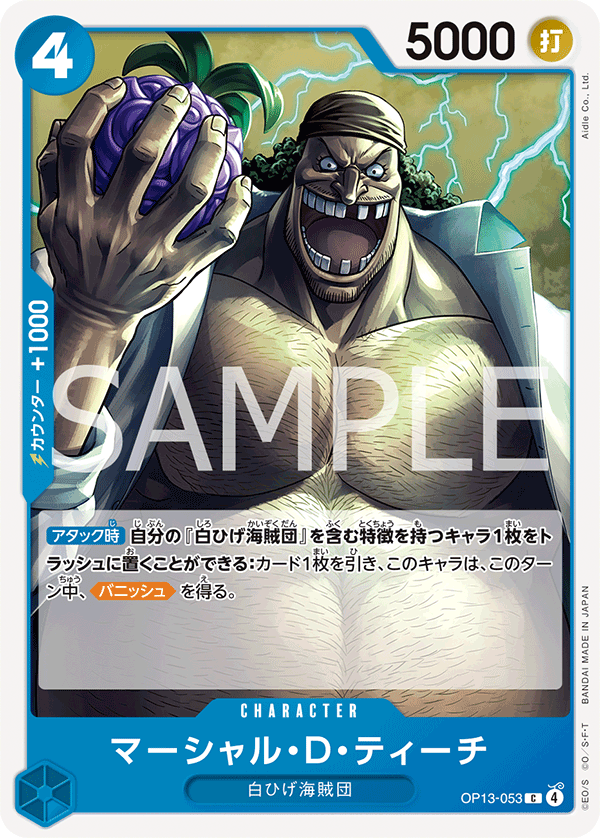 4
5000
打
Aidle Co., Ltd.
カウンター +1000
SAMPLE
アタック時 自分の『白ひげ海賊団』を含む特徴を持つキャラ1枚をト
ラッシュに置くことができる:カード1枚を引き、このキャラは、このター
ン中、バニッシュ を得る。
CHARACTER
マーシャル・D・ティーチ
白ひげ海賊団
OP13-053 C 4
©E.O/S ©O/S・F・T BANDAI MADE IN JAPAN